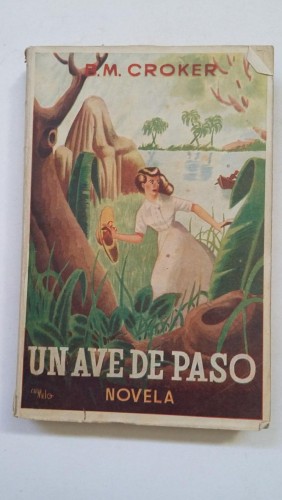 B.M. CROKER
UN AVE DE PASO
NOVELA